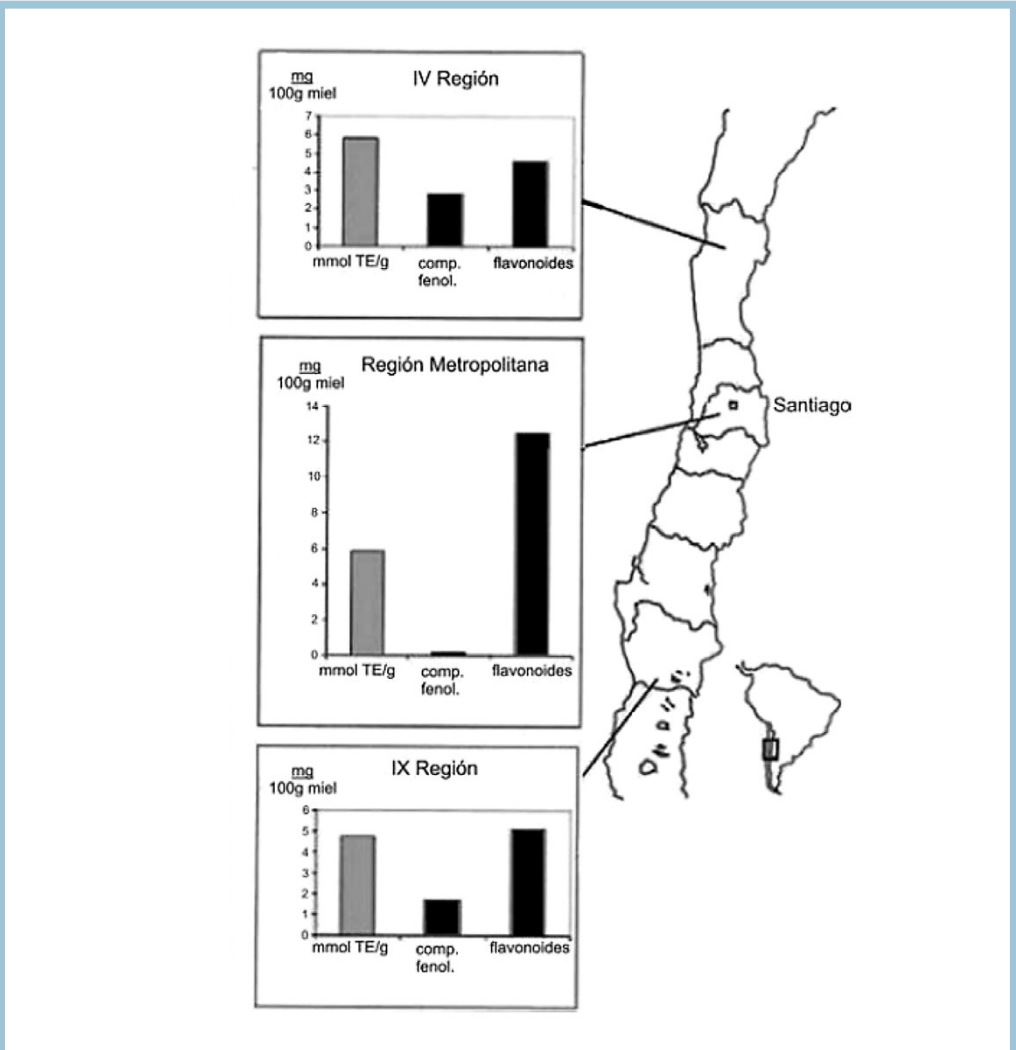 IV Región
mg
100g miel
7
6
5
4
3
2
1
0
mmol TE/g
comp.
fenol.
flavonoides
Región Metropolitana
mg
100g miel
14
12
10
8
6
4
2
0
mmol TE/g
comp.
fenol.
flavonoides
Santiago
IX Región
mg
100g miel
6
5
4
3
2
1
0
mmol TE/g
comp.
fenol.
flavonoides